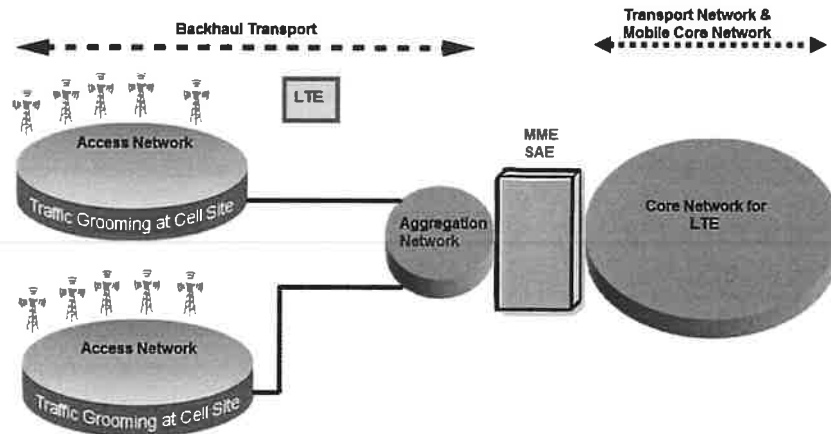 Backhaul Transport
Transport Network &
Mobile Core Network
LTE
Access Network
Traffic Grooming at Cell Site
MME
SAE
Aggregation
Network
Core Network for
LTE
Access Network
Traffic Grooming at Cell Site